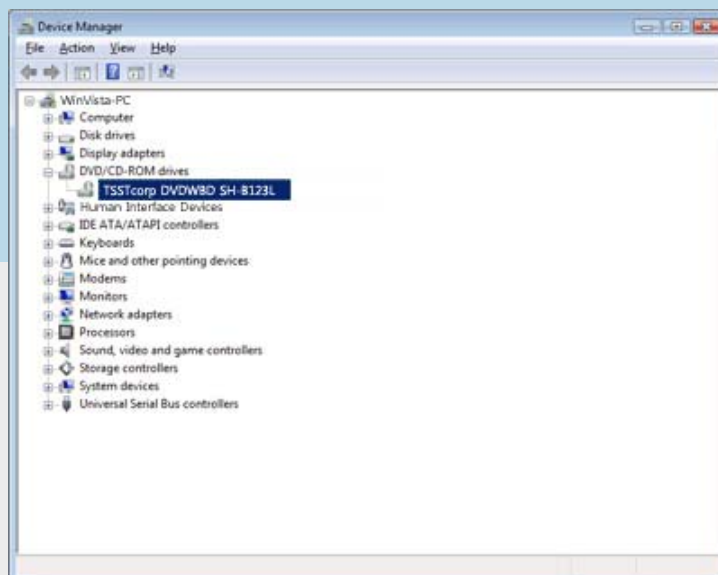 Device Manager
File Action View Help
WinVista-PC
Computer
Disk drives
Display adapters
DVD/CD-ROM drives
TSSTcorp DVDWBD SH-B123L
Human Interface Devices
IDE ATA/ATAPI controllers
Keyboards
Mice and other pointing devices
Modems
Monitors
Network adapters
Processors
Sound, video and game controllers
Storage controllers
System devices
Universal Serial Bus controllers